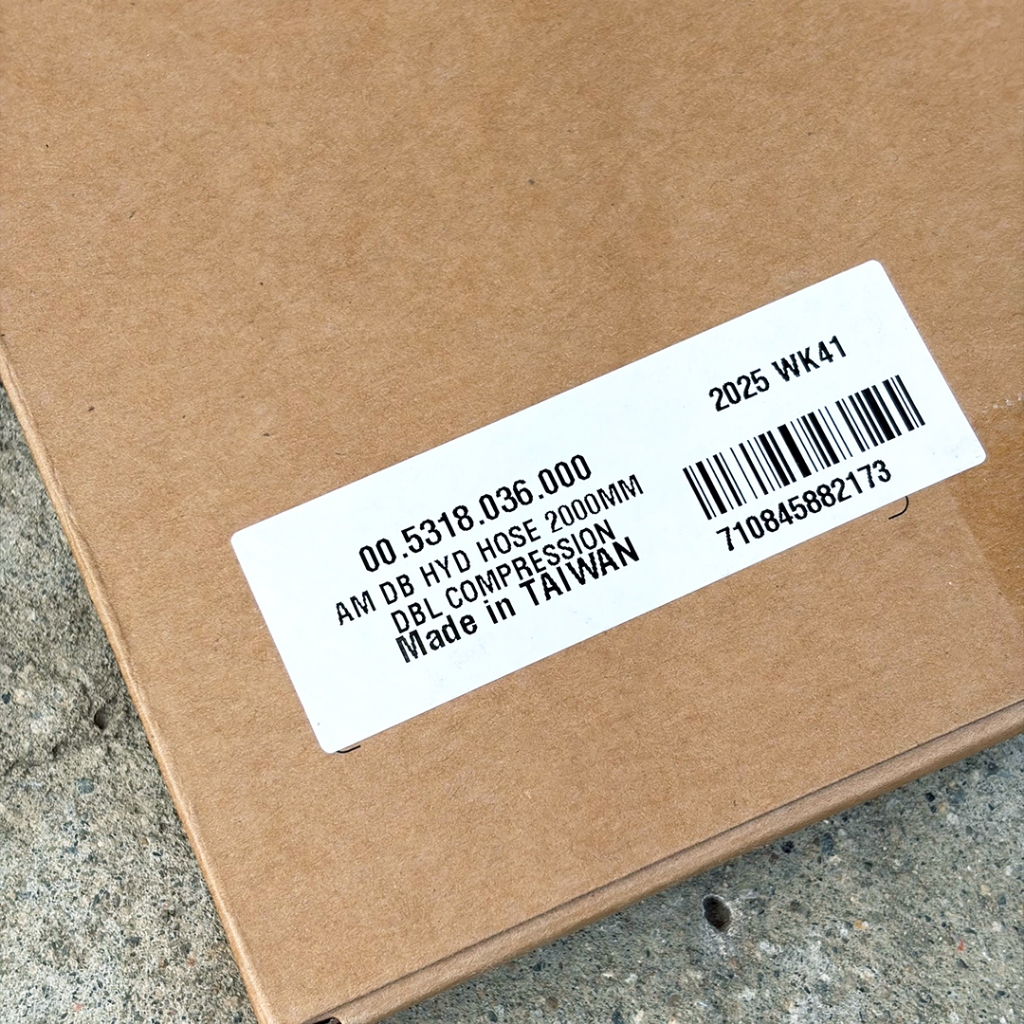 00.5318.036.000
AM DB HYD HOSE 2000MM
DBL COMPRESSION
Made in TAIWAN
2025 WK41
710845882173